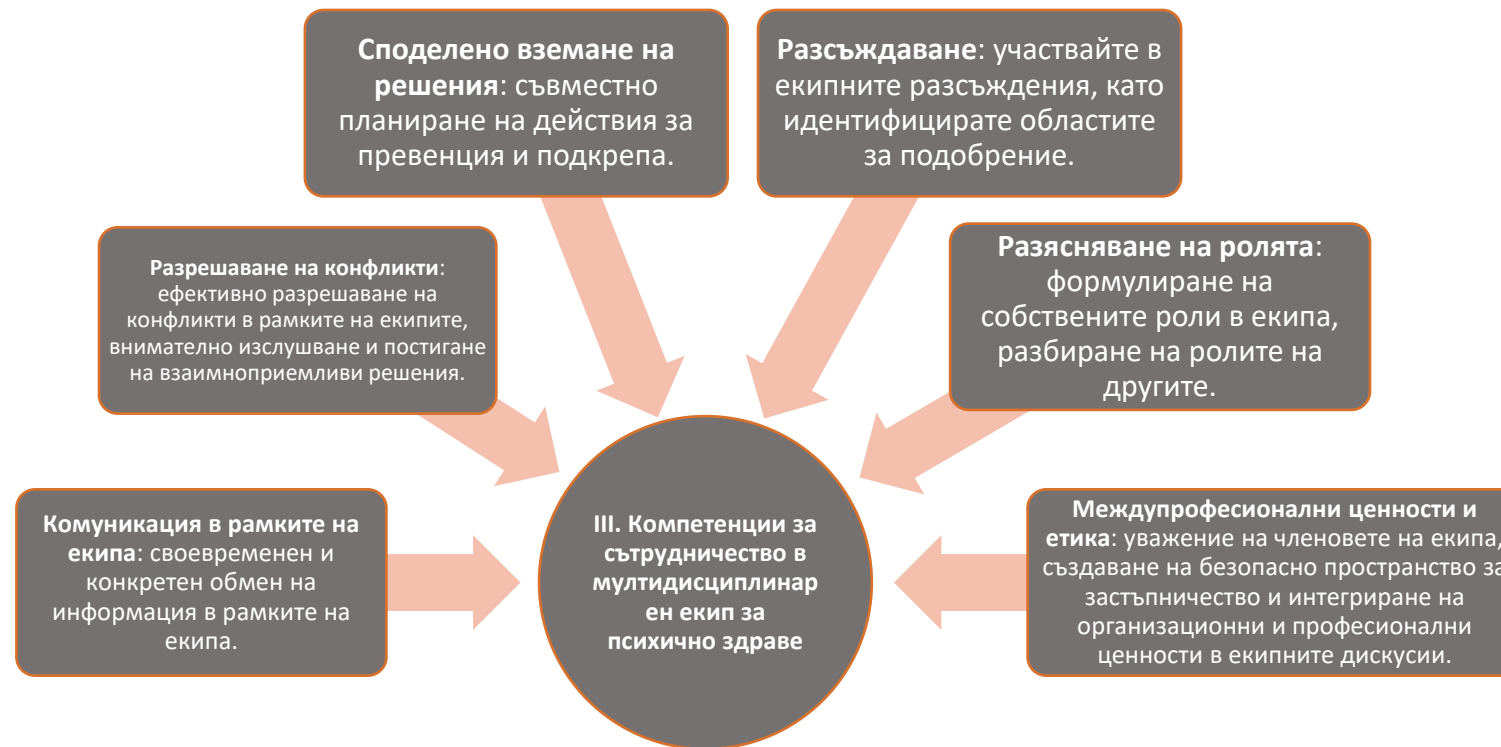 Споделено вземане на
решения: съвместно
планиране на действия за
превенция и подкрепа.
Разсъждаване: участвайте в
екипните разсъждения, като
идентифицирате областите
за подобрение.
Разрешаване на конфликти:
ефективно разрешаване на
конфликти в рамките на екипите,
внимателно изслушване и постигане
на взаимноприемливи решения.
Разясняване на ролята:
формулиране на
собствените роли в екипа,
разбиране на ролите на
другите.
Комуникация в рамките на
екипа: своевременен и
конкретен обмен на
информация в рамките на
екипа.
III. Компетенции за
сътрудничество в
мултидисциплинар
ен екип за
психично здраве
Междупрофесионални ценности и
етика: уважение на членовете на екипа,
създаване на безопасно пространство за
застъпничество и интегриране на
организационни и професионални
ценности в екипните дискусии.